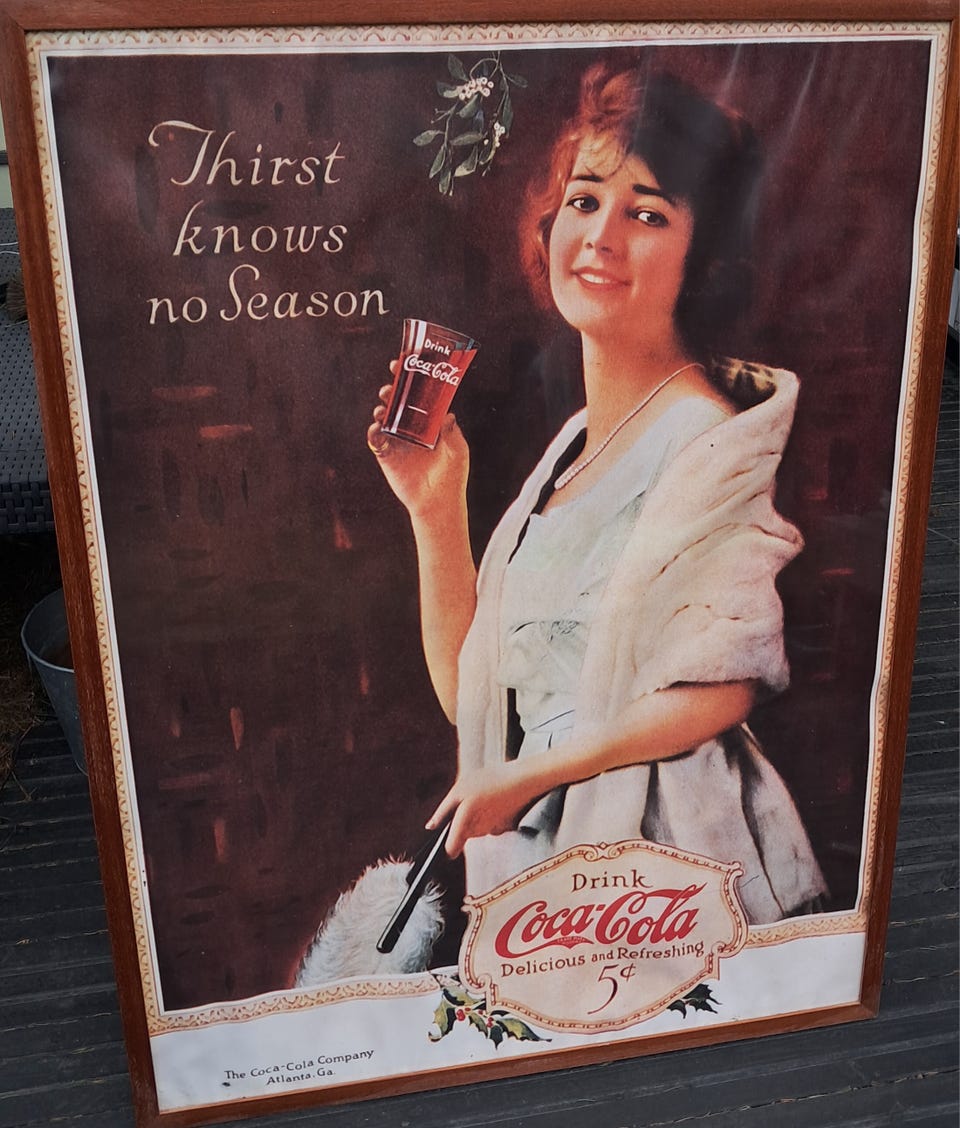 Thirst
knows
no Season
Drink
Coca-Cola
Drink
Coca-Cola
Delicious and Refreshing
5¢
The Coca-Cola Company
Atlanta, Ga.